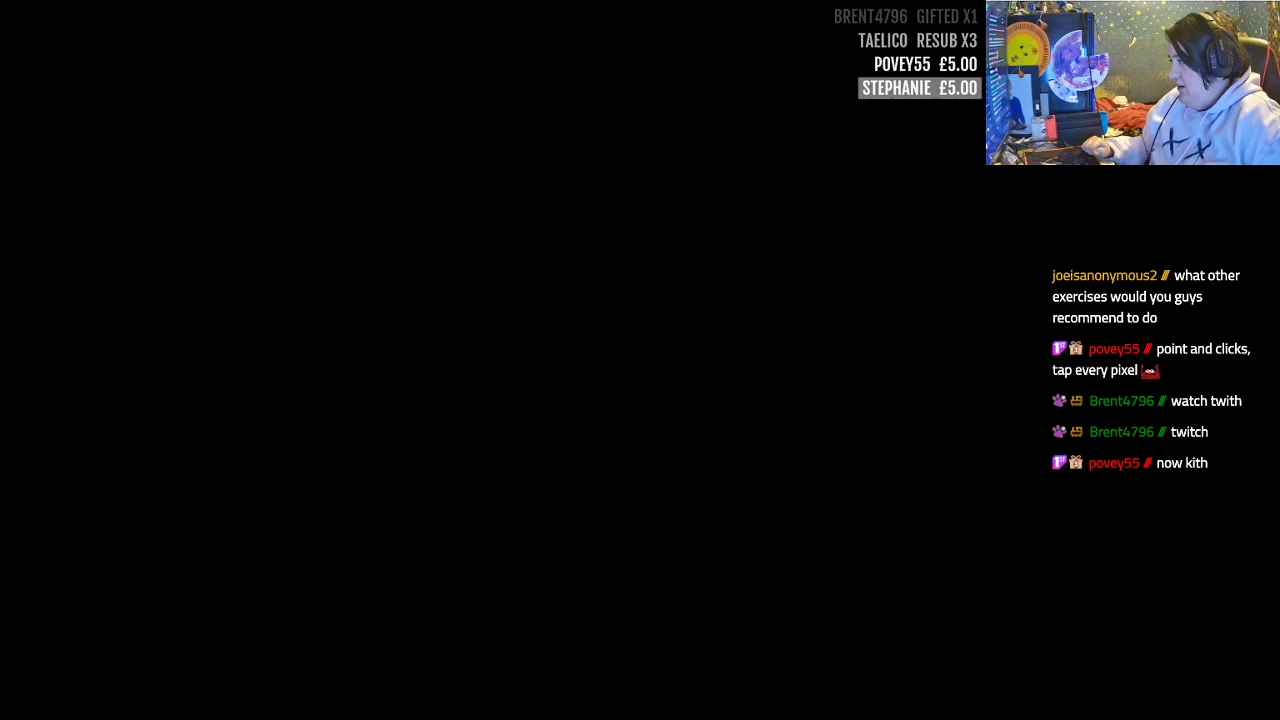 BRENT4796 GIFTED X1
TAELICO RESUB X3
POVEY55 £5.00
STEPHANIE £5.00
joeisanonymous2 /// what other
exercises would you guys
recommend to do
povey55 /// point and clicks,
tap every pixel
Brent4796 /// watch twith
Brent4796 /// twitch
povey55 /// now kith